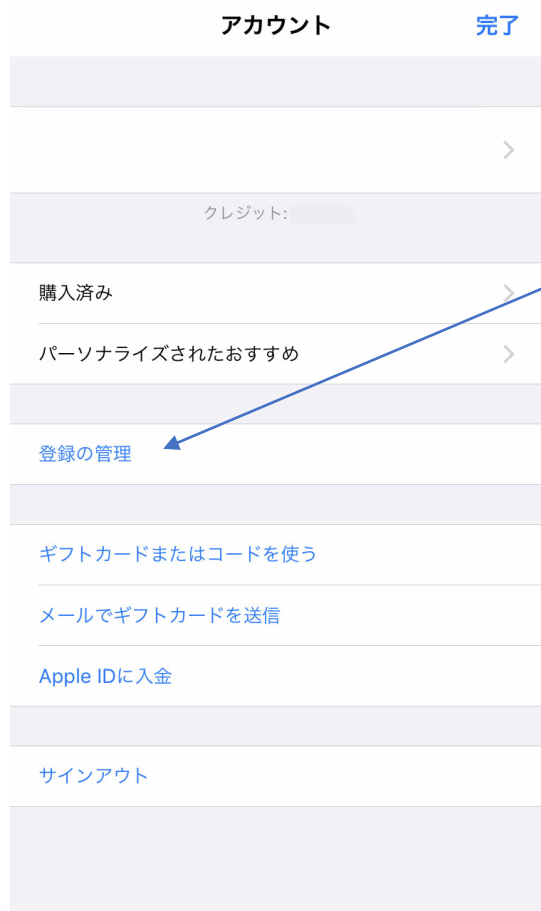 アカウント 完了
クレジット:
購入済み
パーソナライズされたおすすめ
登録の管理
ギフトカードまたはコードを使う
メールでギフトカードを送信
Apple IDに入金
サインアウト